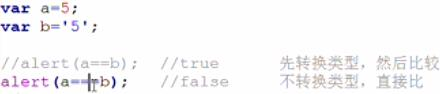 var a=5;
var b='5';
//alert(a==b); //true 先转换类型，然后比较
alert(a===b); //false 不转换类型，直接比